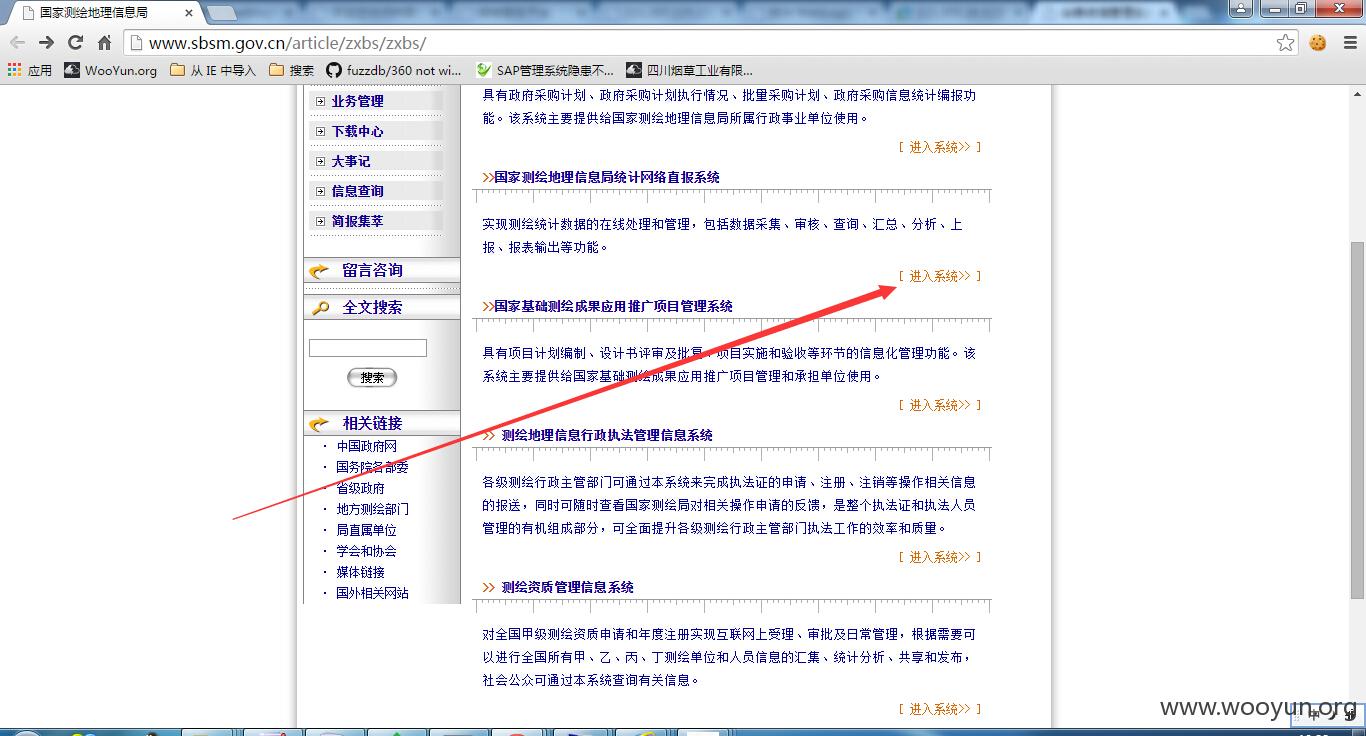 国家测绘地理信息局
www.sbsm.gov.cn/article/zxbs/zxbs/
应用
WooYun.org
从 IE 中导入
搜索
fuzzdb/360 not wi...
SAP管理系统隐患不...
四川烟草工业有限...
业务管理
下载中心
大事记
信息查询
简报集萃
留言咨询
全文搜索
搜索
相关链接
· 中国政府网
· 国务院各部委
· 省级政府
· 地方测绘部门
· 局直属单位
· 学会和协会
· 媒体链接
· 国外相关网站
具有政府采购计划、政府采购计划执行情况、批量采购计划、政府采购信息统计编报功
能。该系统主要提供给国家测绘地理信息局所属行政事业单位使用。
[ 进入系统>> ]
>>国家测绘地理信息局统计网络直报系统
实现测绘统计数据的在线处理和管理，包括数据采集、审核、查询、汇总、分析、上
报、报表输出等功能。
[ 进入系统>> ]
>>国家基础测绘成果应用推广项目管理系统
具有项目计划编制、设计书评审及批复、项目实施和验收等环节的信息化管理功能。该
系统主要提供给国家基础测绘成果应用推广项目管理和承担单位使用。
[ 进入系统>> ]
>> 测绘地理信息行政执法管理信息系统
各级测绘行政主管部门可通过本系统来完成执法证的申请、注册、注销等操作相关信息
的报送，同时可随时查看国家测绘局对相关操作申请的反馈，是整个执法证和执法人员
管理的有机组成部分，可全面提升各级测绘行政主管部门执法工作的效率和质量。
[ 进入系统>> ]
>> 测绘资质管理信息系统
对全国甲级测绘资质申请和年度注册实现互联网上受理、审批及日常管理，根据需要可
以进行全国所有甲、乙、丙、丁测绘单位和人员信息的汇集、统计分析、共享和发布，
社会公众可通过本系统查询有关信息。
[ 进入系统>> ]
www.wooyun.org